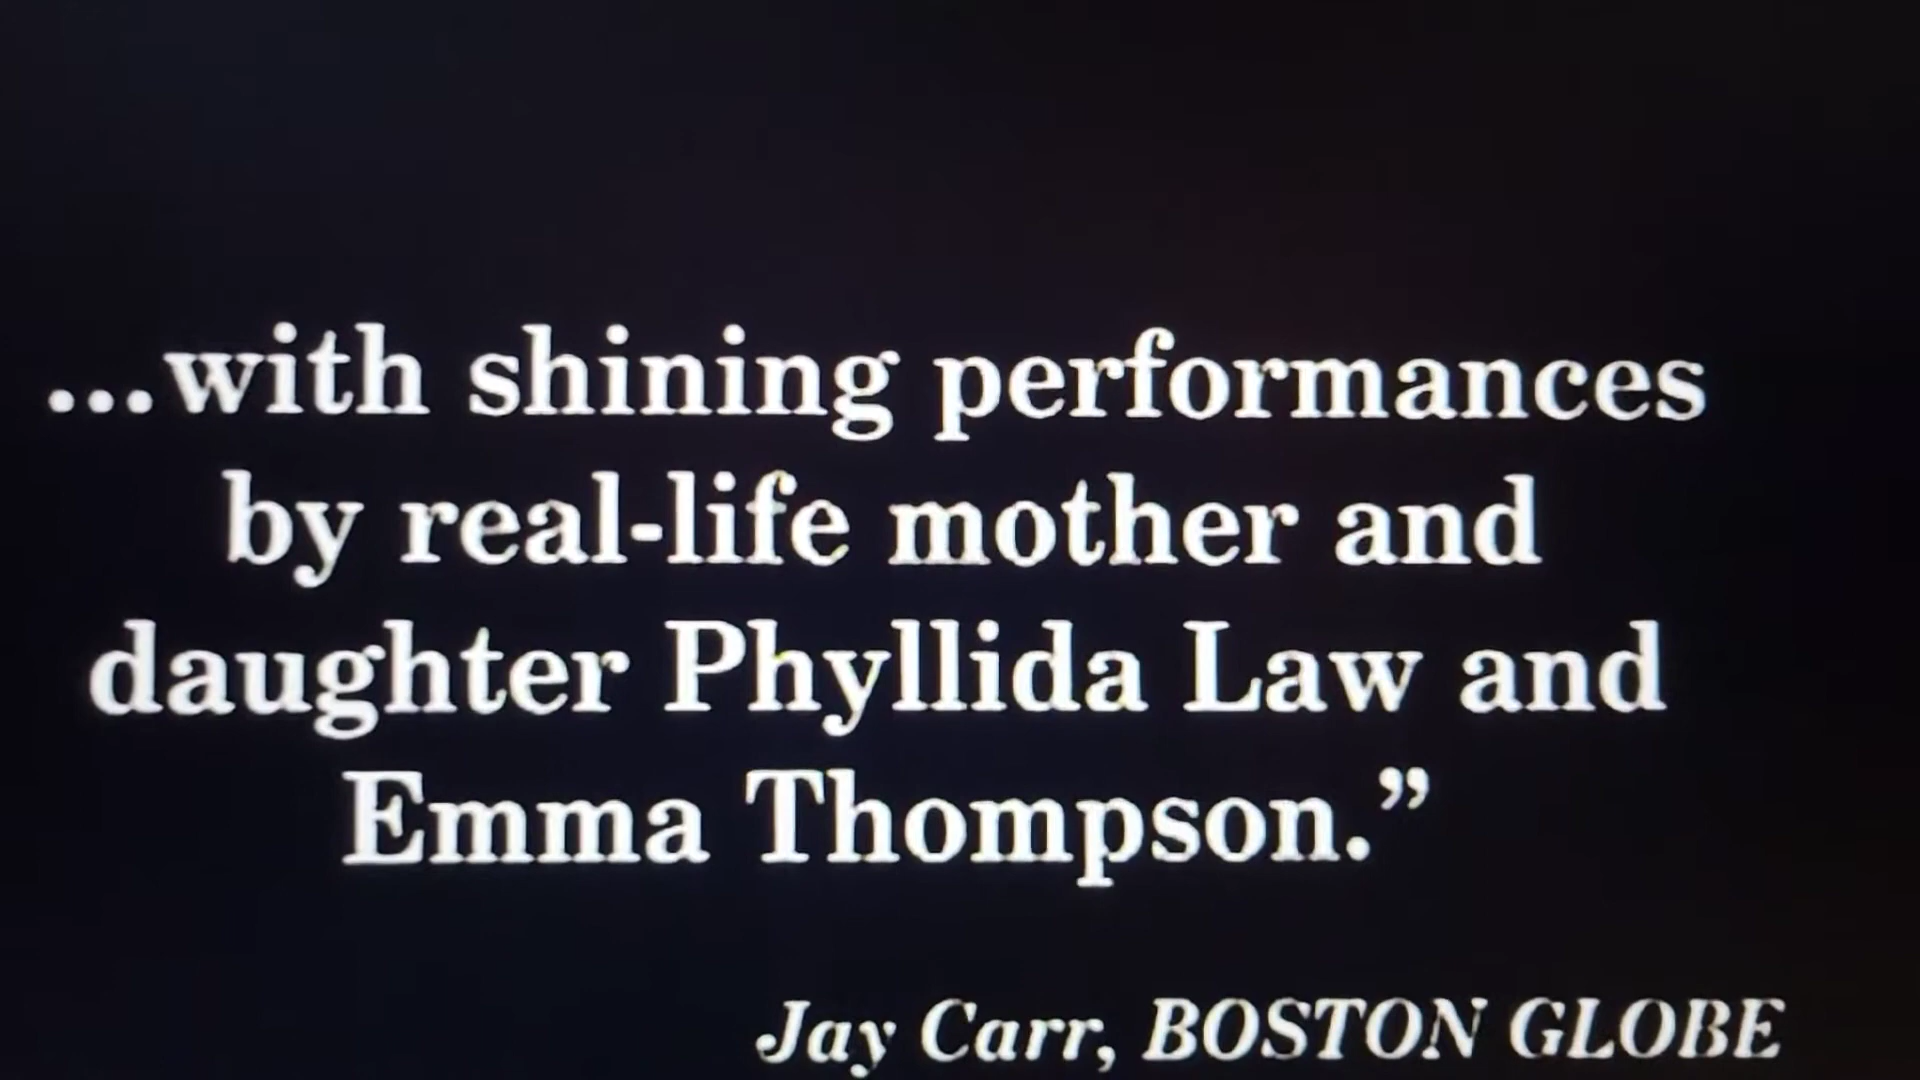 ...with shining performances
by real-life mother and
daughter Phyllida Law and
Emma Thompson.”
Jay Carr, BOSTON GLOBE